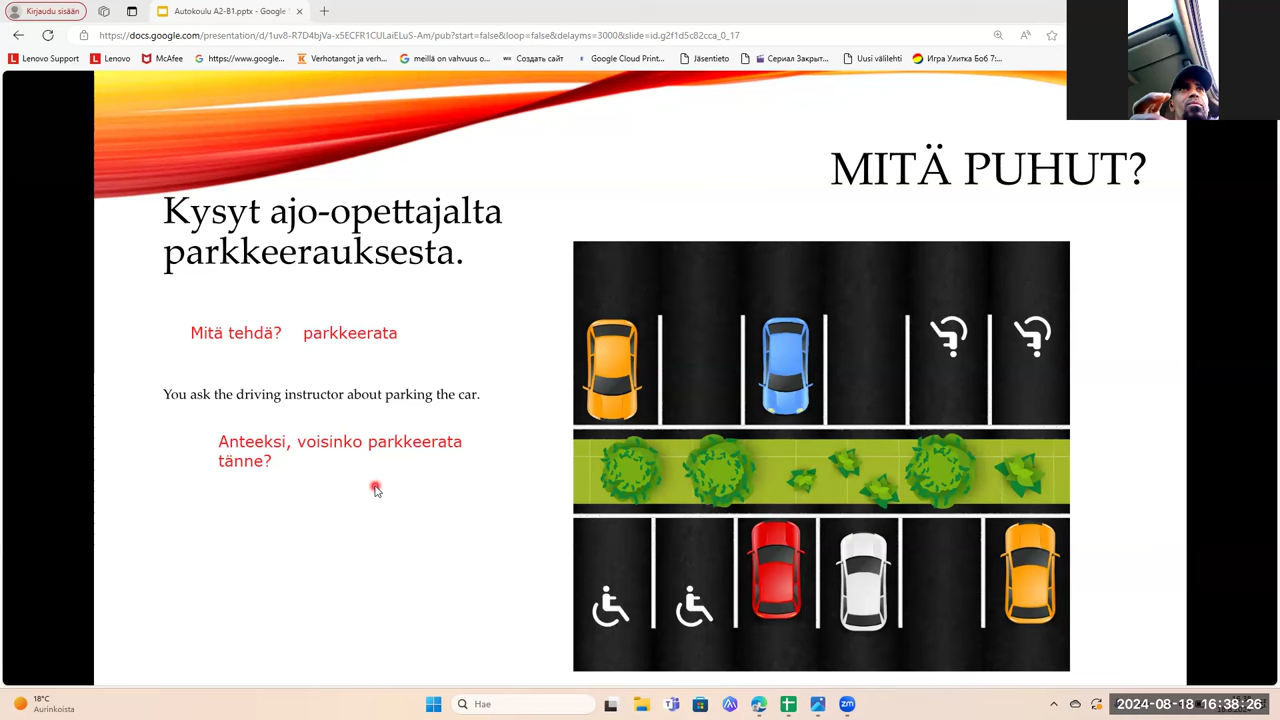 Kirjaudu sisään
Autokoulu A2-B1.pptx - Google
https://docs.google.com/presentation/d/1uv8-R7D4bjVa-x5ECFR1CULaiELuS-Am/pub?start=false&loop=false&delayms=3000&slide=id.g2f1d5c82cca_0_17
Lenovo Support Lenovo McAfee https://www.google... Verhotangot ja verh... meillä on vahvuus o... Создать сайт Google Cloud Print... Jäsentieto Сериал Закрыт... Uusi välilehti Игра Улитка Боб 7:...
MITÄ PUHUT?
Kysyt ajo-opettajalta
parkkeerauksesta.
Mitä tehdä? parkkeerata
You ask the driving instructor about parking the car.
Anteeksi, voisinko parkkeerata
tänne?
18°C
Aurinkoista
Hae
2024-08-18 16:38:26